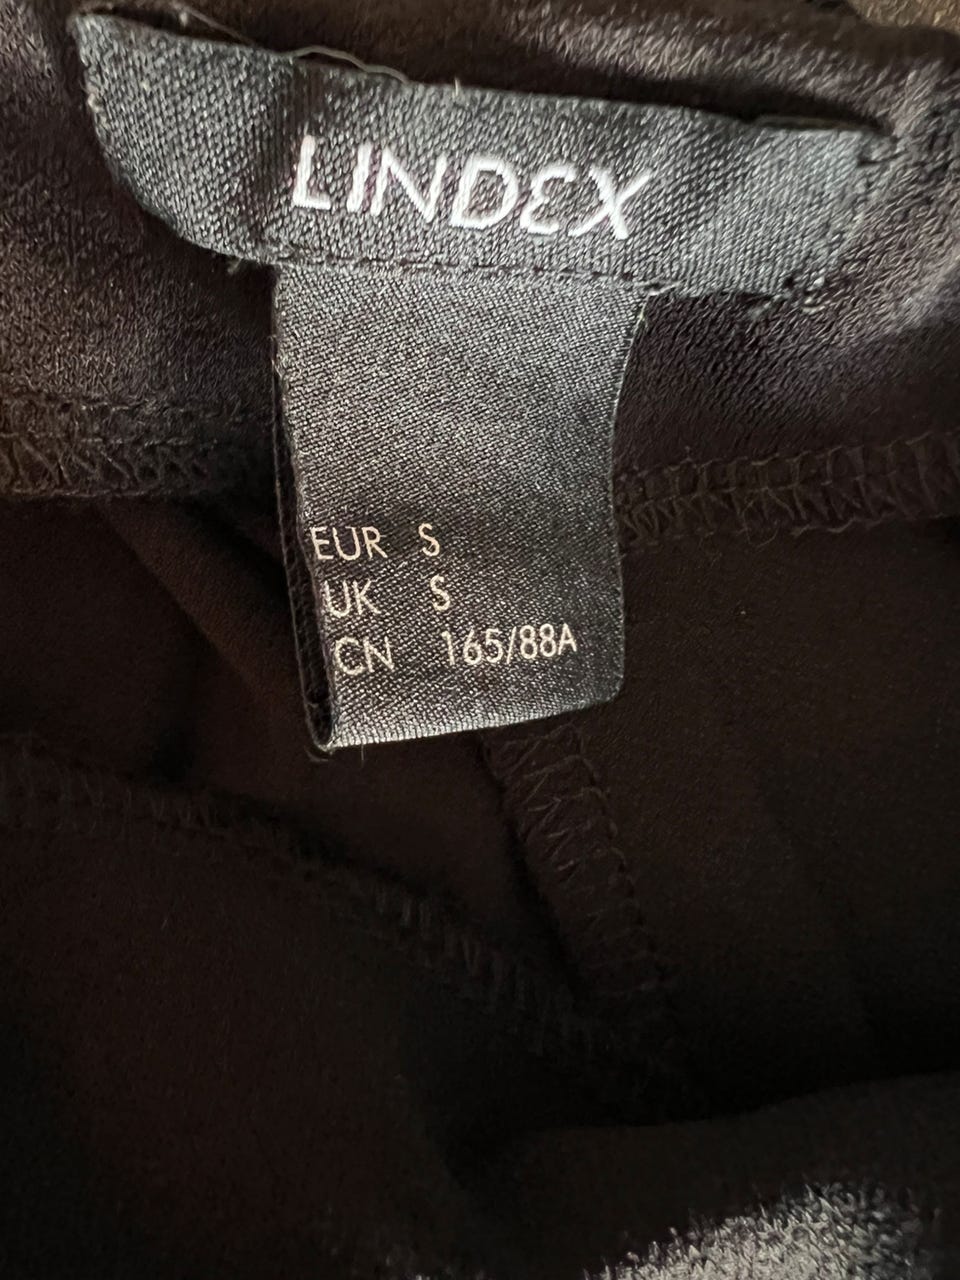 LINDEX
EUR S
UK S
CN 165/88A